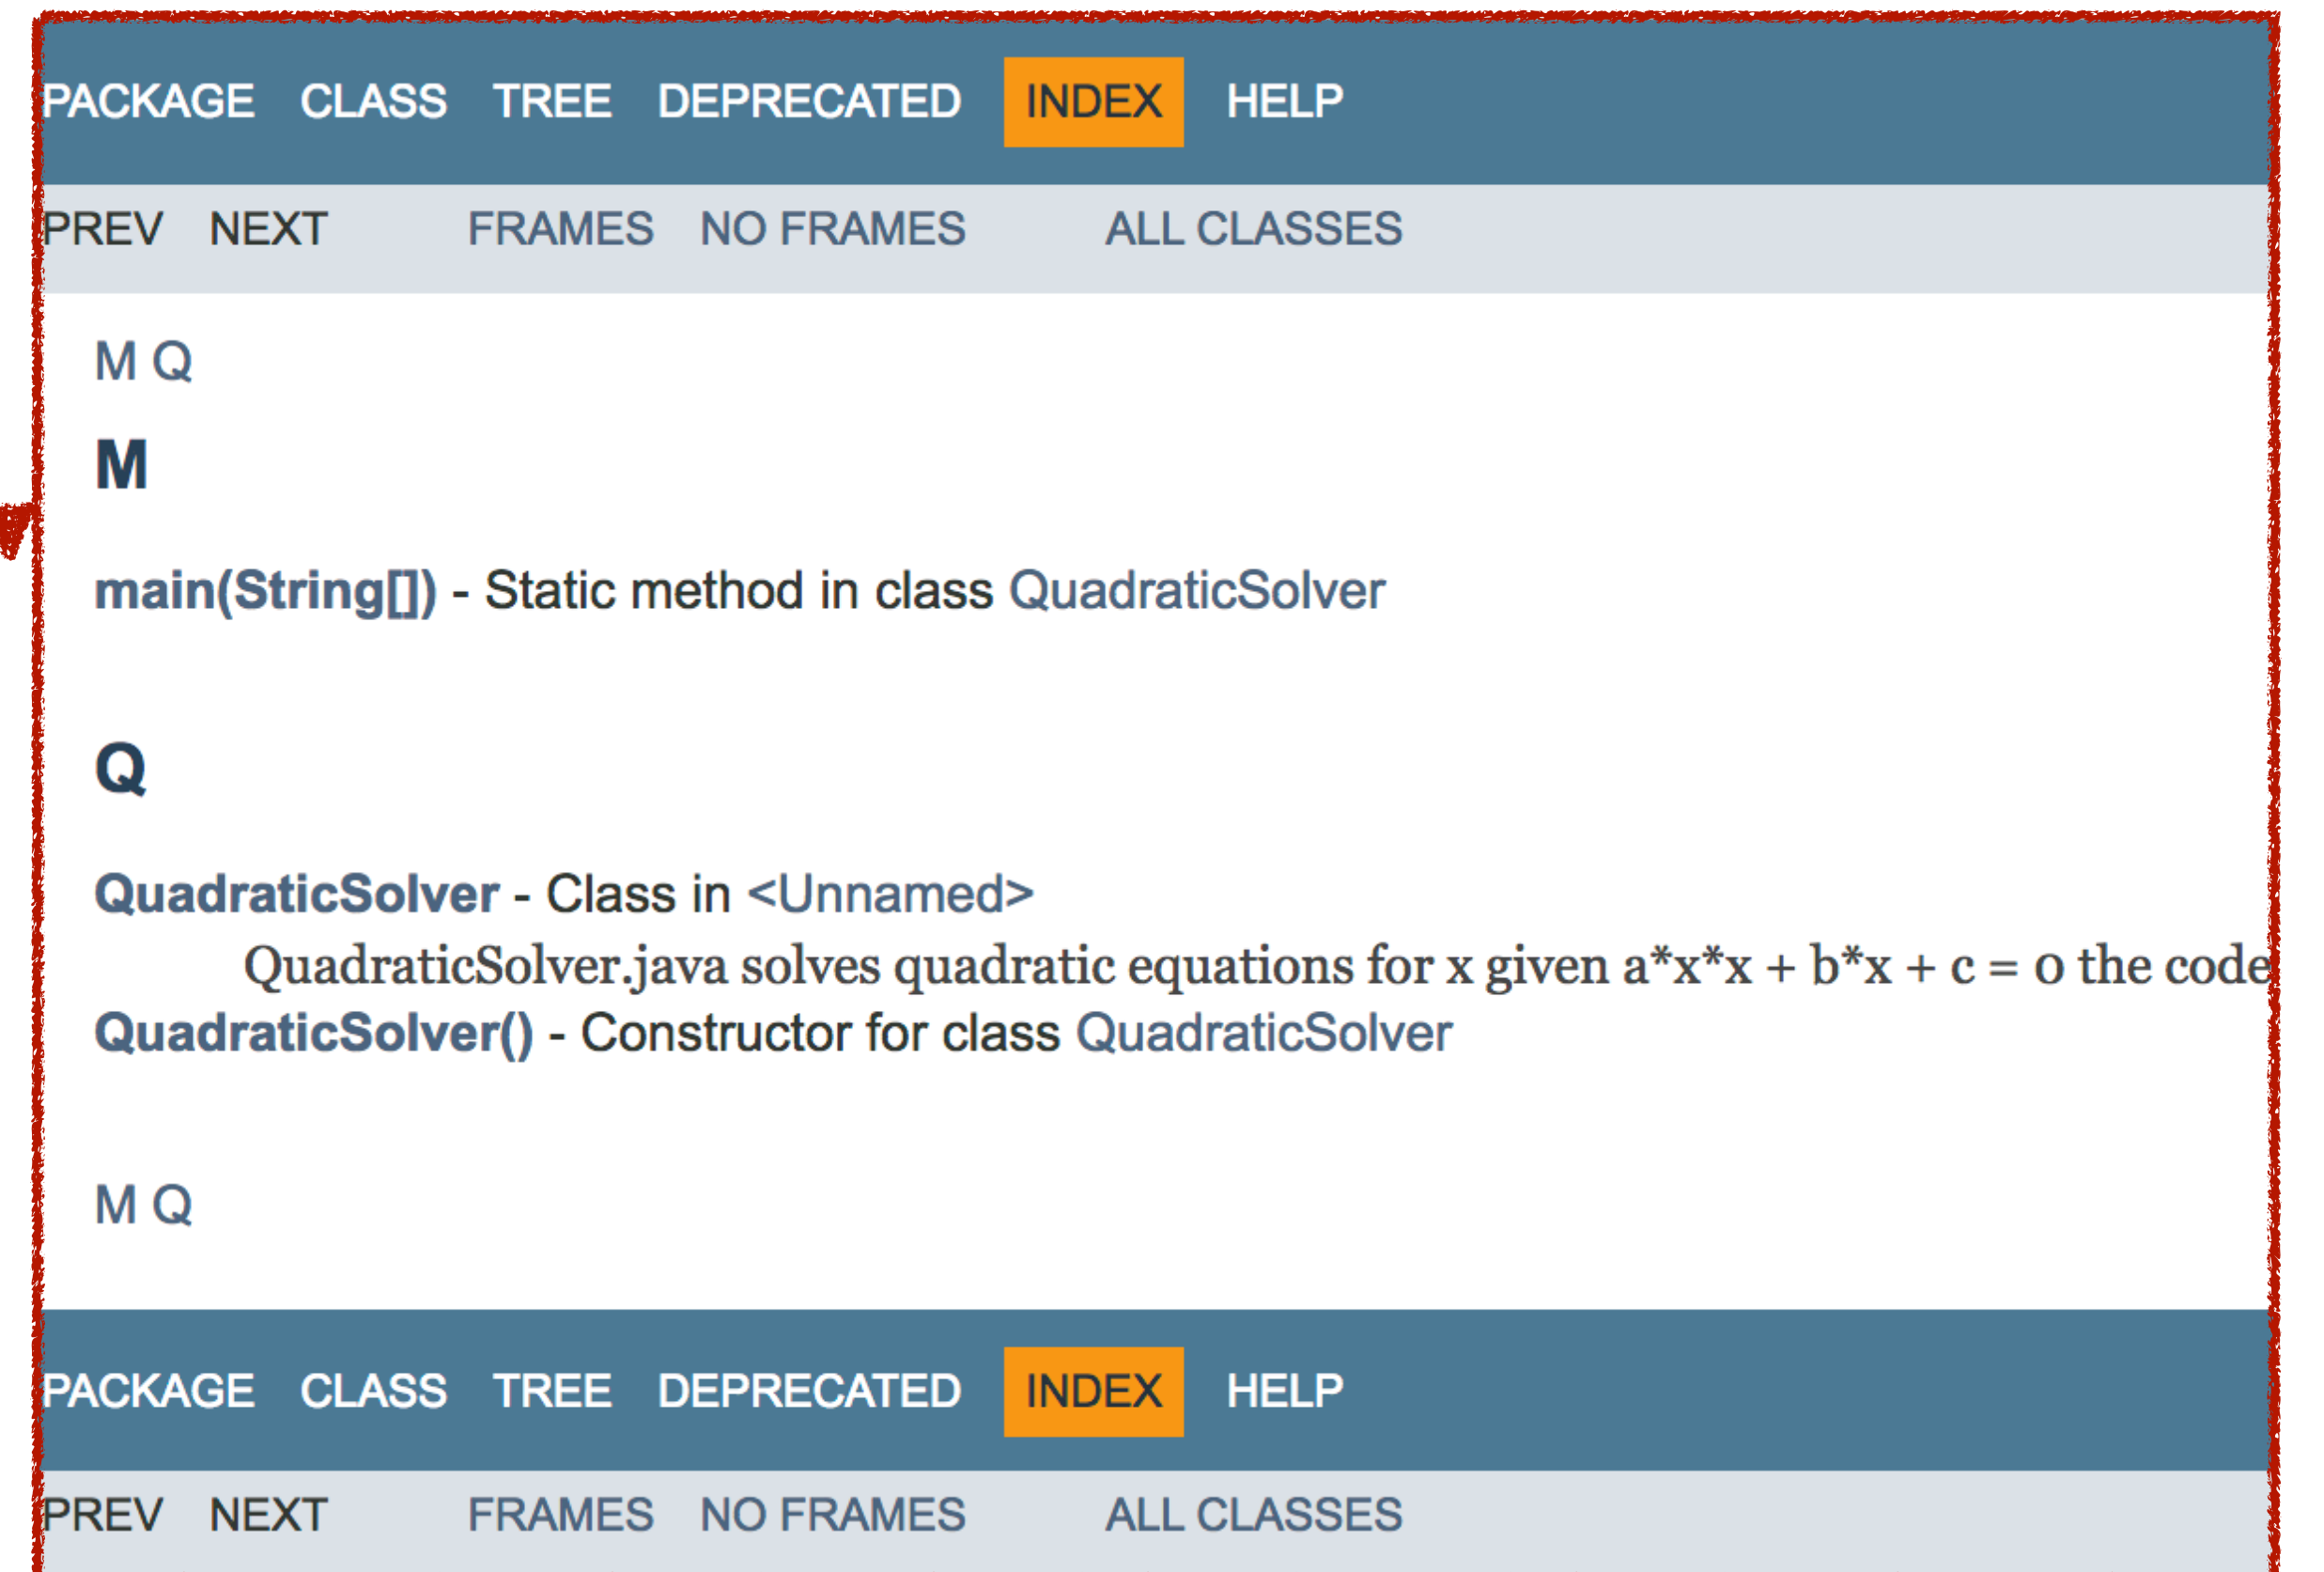 PACKAGE CLASS TREE DEPRECATED INDEX HELP
PREV NEXT FRAMES NO FRAMES ALL CLASSES
M Q
M
main(String[]) - Static method in class QuadraticSolver
Q
QuadraticSolver - Class in <Unnamed>
QuadraticSolver.java solves quadratic equations for x given a*x*x + b*x + c = 0 the code
QuadraticSolver() - Constructor for class QuadraticSolver
M Q
PACKAGE CLASS TREE DEPRECATED INDEX HELP
PREV NEXT FRAMES NO FRAMES ALL CLASSES